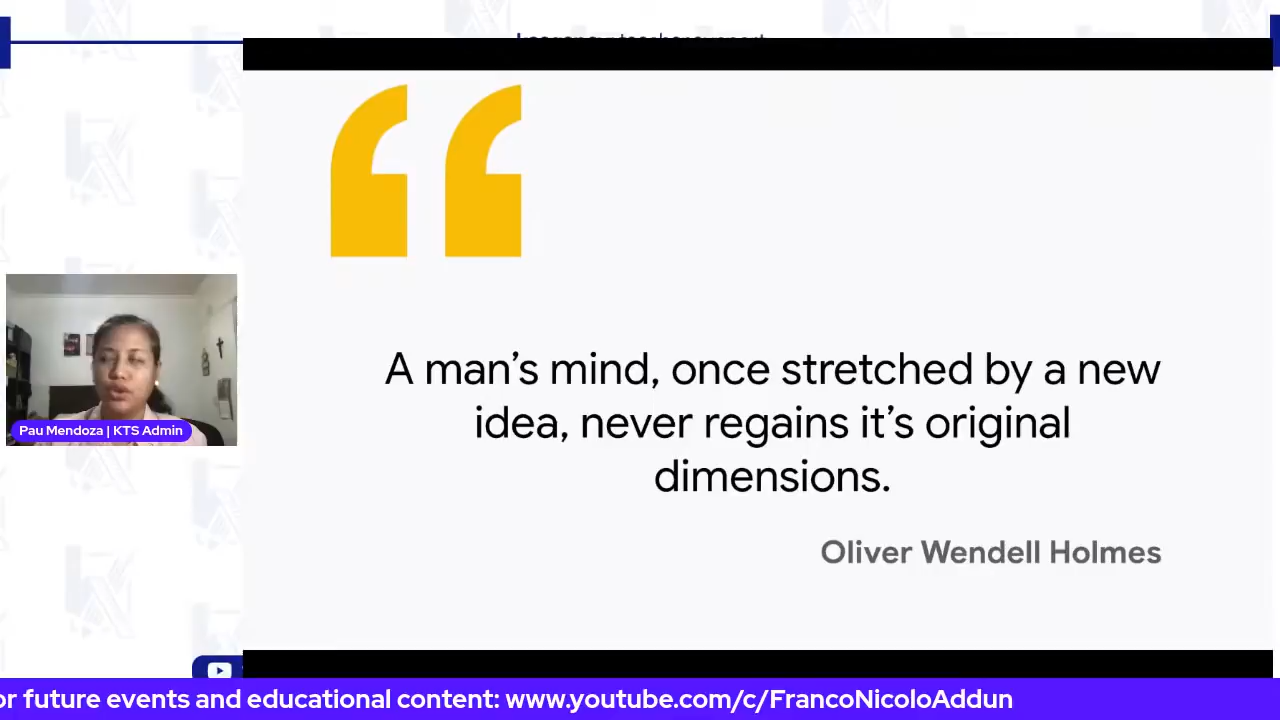 A man’s mind, once stretched by a new
idea, never regains it’s original
dimensions.
Oliver Wendell Holmes
Pau Mendoza | KTS Admin
or future events and educational content: www.youtube.com/c/FrancoNicoloAddun